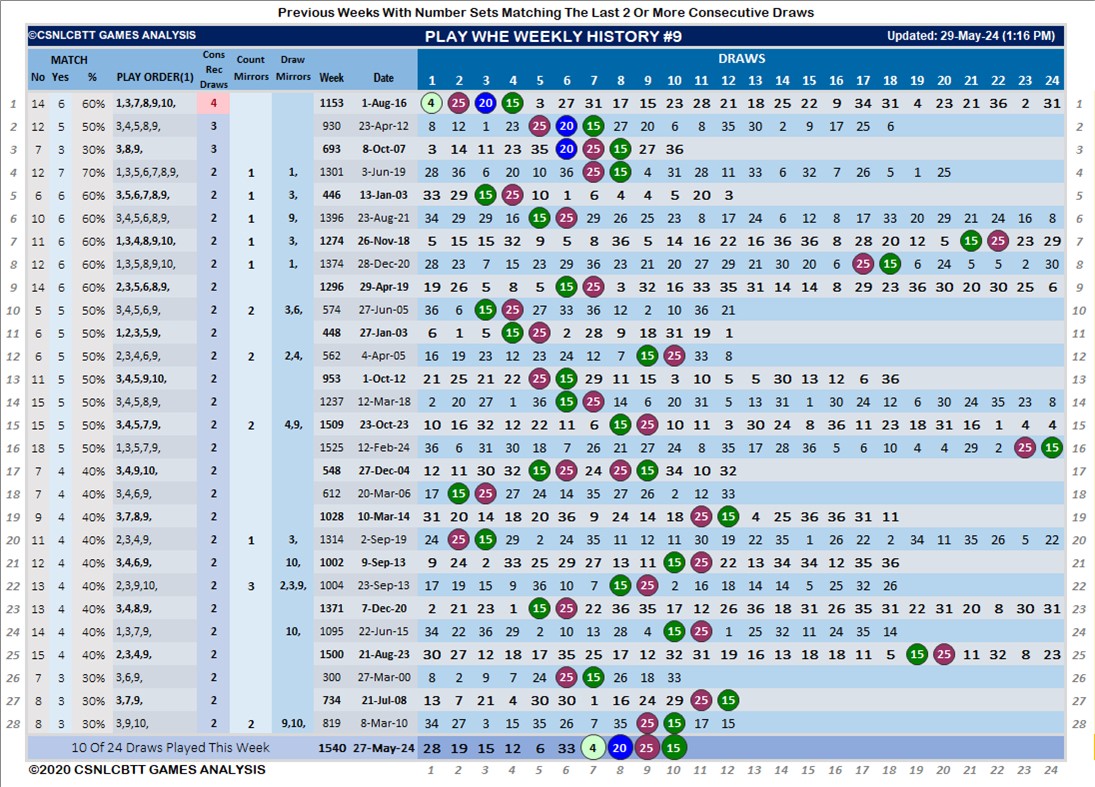 Previous Weeks With Number Sets Matching The Last 2 Or More Consecutive Draws
©CSNLCBTT GAMES ANALYSIS PLAY WHE WEEKLY HISTORY #9 Updated: 29-May-24 (1:16 PM)
MATCH Cons Rec Draws Count Mirrors Draw Mirrors DRAWS
No Yes % PLAY ORDER(1) Week Date 1 2 3 4 5 6 7 8 9 10 11 12 13 14 15 16 17 18 19 20 21 22 23 24
1 14 6 60% 1,3,7,8,9,10, 4 1153 1-Aug-16 4 25 20 15 3 27 31 17 15 23 28 21 18 25 22 9 34 31 4 23 21 36 2 31 1
2 12 5 50% 3,4,5,8,9, 3 930 23-Apr-12 8 12 1 23 25 20 15 27 20 6 8 35 30 2 9 17 25 6 2
3 7 3 30% 3,8,9, 3 693 8-Oct-07 3 14 11 23 35 20 25 15 27 36 3
4 12 7 70% 1,3,5,6,7,8,9, 2 1 1, 1301 3-Jun-19 28 36 6 20 10 36 25 15 4 31 28 11 33 6 32 7 26 5 1 25 4
5 6 6 60% 3,5,6,7,8,9, 2 1 3, 446 13-Jan-03 33 29 15 25 10 1 6 4 4 5 20 3 5
6 10 6 60% 3,4,5,6,8,9, 2 1 9, 1396 23-Aug-21 34 29 29 16 15 25 29 26 25 23 8 17 24 6 12 8 17 33 20 29 21 24 16 8 6
7 11 6 60% 1,3,4,8,9,10, 2 1 3, 1274 26-Nov-18 5 15 15 32 9 5 8 36 5 14 16 22 16 36 36 8 28 20 12 5 15 25 23 29 7
8 12 6 60% 1,3,5,8,9,10, 2 1 1, 1374 28-Dec-20 28 23 7 15 23 29 36 23 21 20 27 29 21 30 20 6 25 15 6 24 5 5 2 30 8
9 14 6 60% 2,3,5,6,8,9, 2 1296 29-Apr-19 19 26 5 8 5 15 25 3 32 16 33 35 31 14 14 8 29 23 36 30 20 30 25 6 9
10 5 5 50% 3,4,5,6,9, 2 2 3,6, 574 27-Jun-05 36 6 15 25 27 33 36 12 2 10 36 21 10
11 6 5 50% 1,2,3,5,9, 2 448 27-Jan-03 6 1 5 15 25 2 28 9 18 31 19 1 11
12 6 5 50% 2,3,4,6,9, 2 2 2,4, 562 4-Apr-05 16 19 23 12 23 24 12 7 15 25 33 8 12
13 11 5 50% 3,4,5,9,10, 2 953 1-Oct-12 21 25 21 22 25 15 29 11 15 3 10 5 5 30 13 12 6 36 13
14 15 5 50% 3,4,5,8,9, 2 1237 12-Mar-18 2 20 27 1 36 15 25 14 6 20 31 5 13 31 1 30 24 12 6 30 24 35 23 8 14
15 15 5 50% 3,4,5,7,9, 2 2 4,9, 1509 23-Oct-23 10 16 32 12 22 11 6 15 25 10 11 3 30 24 8 36 11 23 18 31 16 1 4 4 15
16 18 5 50% 1,3,5,7,9, 2 1525 12-Feb-24 36 6 31 30 18 7 26 21 27 24 8 35 17 28 36 5 6 10 4 4 29 2 25 15 16
17 7 4 40% 3,4,9,10, 2 548 27-Dec-04 12 11 30 32 15 25 24 25 15 34 10 32 17
18 7 4 40% 3,4,6,9, 2 612 20-Mar-06 17 15 25 27 24 14 35 27 26 2 12 33 18
19 9 4 40% 3,7,8,9, 2 1028 10-Mar-14 31 20 14 18 20 36 9 24 14 18 25 15 4 25 36 36 31 11 19
20 11 4 40% 2,3,4,9, 2 1 3, 1314 2-Sep-19 24 25 15 29 2 24 35 11 12 11 30 19 22 35 1 26 22 2 34 11 35 26 5 22 20
21 12 4 40% 3,4,6,9, 2 10, 1002 9-Sep-13 9 24 2 33 25 29 27 13 11 15 25 22 13 34 34 12 35 36 21
22 13 4 40% 2,3,9,10, 2 3 2,3,9, 1004 23-Sep-13 17 19 15 9 36 10 7 15 25 2 16 18 14 14 5 25 32 26 22
23 13 4 40% 3,4,8,9, 2 1371 7-Dec-20 2 21 23 1 15 25 22 36 35 17 12 26 36 18 31 26 35 31 22 31 20 8 30 31 23
24 14 4 40% 1,3,7,9, 2 10, 1095 22-Jun-15 34 22 36 29 2 10 13 28 4 15 25 1 25 32 11 24 35 14 24
25 15 4 40% 2,3,4,9, 2 1500 21-Aug-23 30 27 12 18 17 35 25 17 12 32 31 19 16 13 18 18 11 5 15 25 11 32 8 23 25
26 7 3 30% 3,6,9, 2 300 27-Mar-00 8 2 9 7 24 25 15 26 18 33 26
27 8 3 30% 3,7,9, 2 734 21-Jul-08 13 7 21 4 30 30 1 16 24 29 25 15 27
28 8 3 30% 3,9,10, 2 2 9,10, 819 8-Mar-10 34 27 3 15 35 26 7 35 25 15 17 15 28
10 Of 24 Draws Played This Week 1540 27-May-24 28 19 15 12 6 33 4 20 25 15
©2020 CSNLCBTT GAMES ANALYSIS 1 2 3 4 5 6 7 8 9 10 11 12 13 14 15 16 17 18 19 20 21 22 23 24